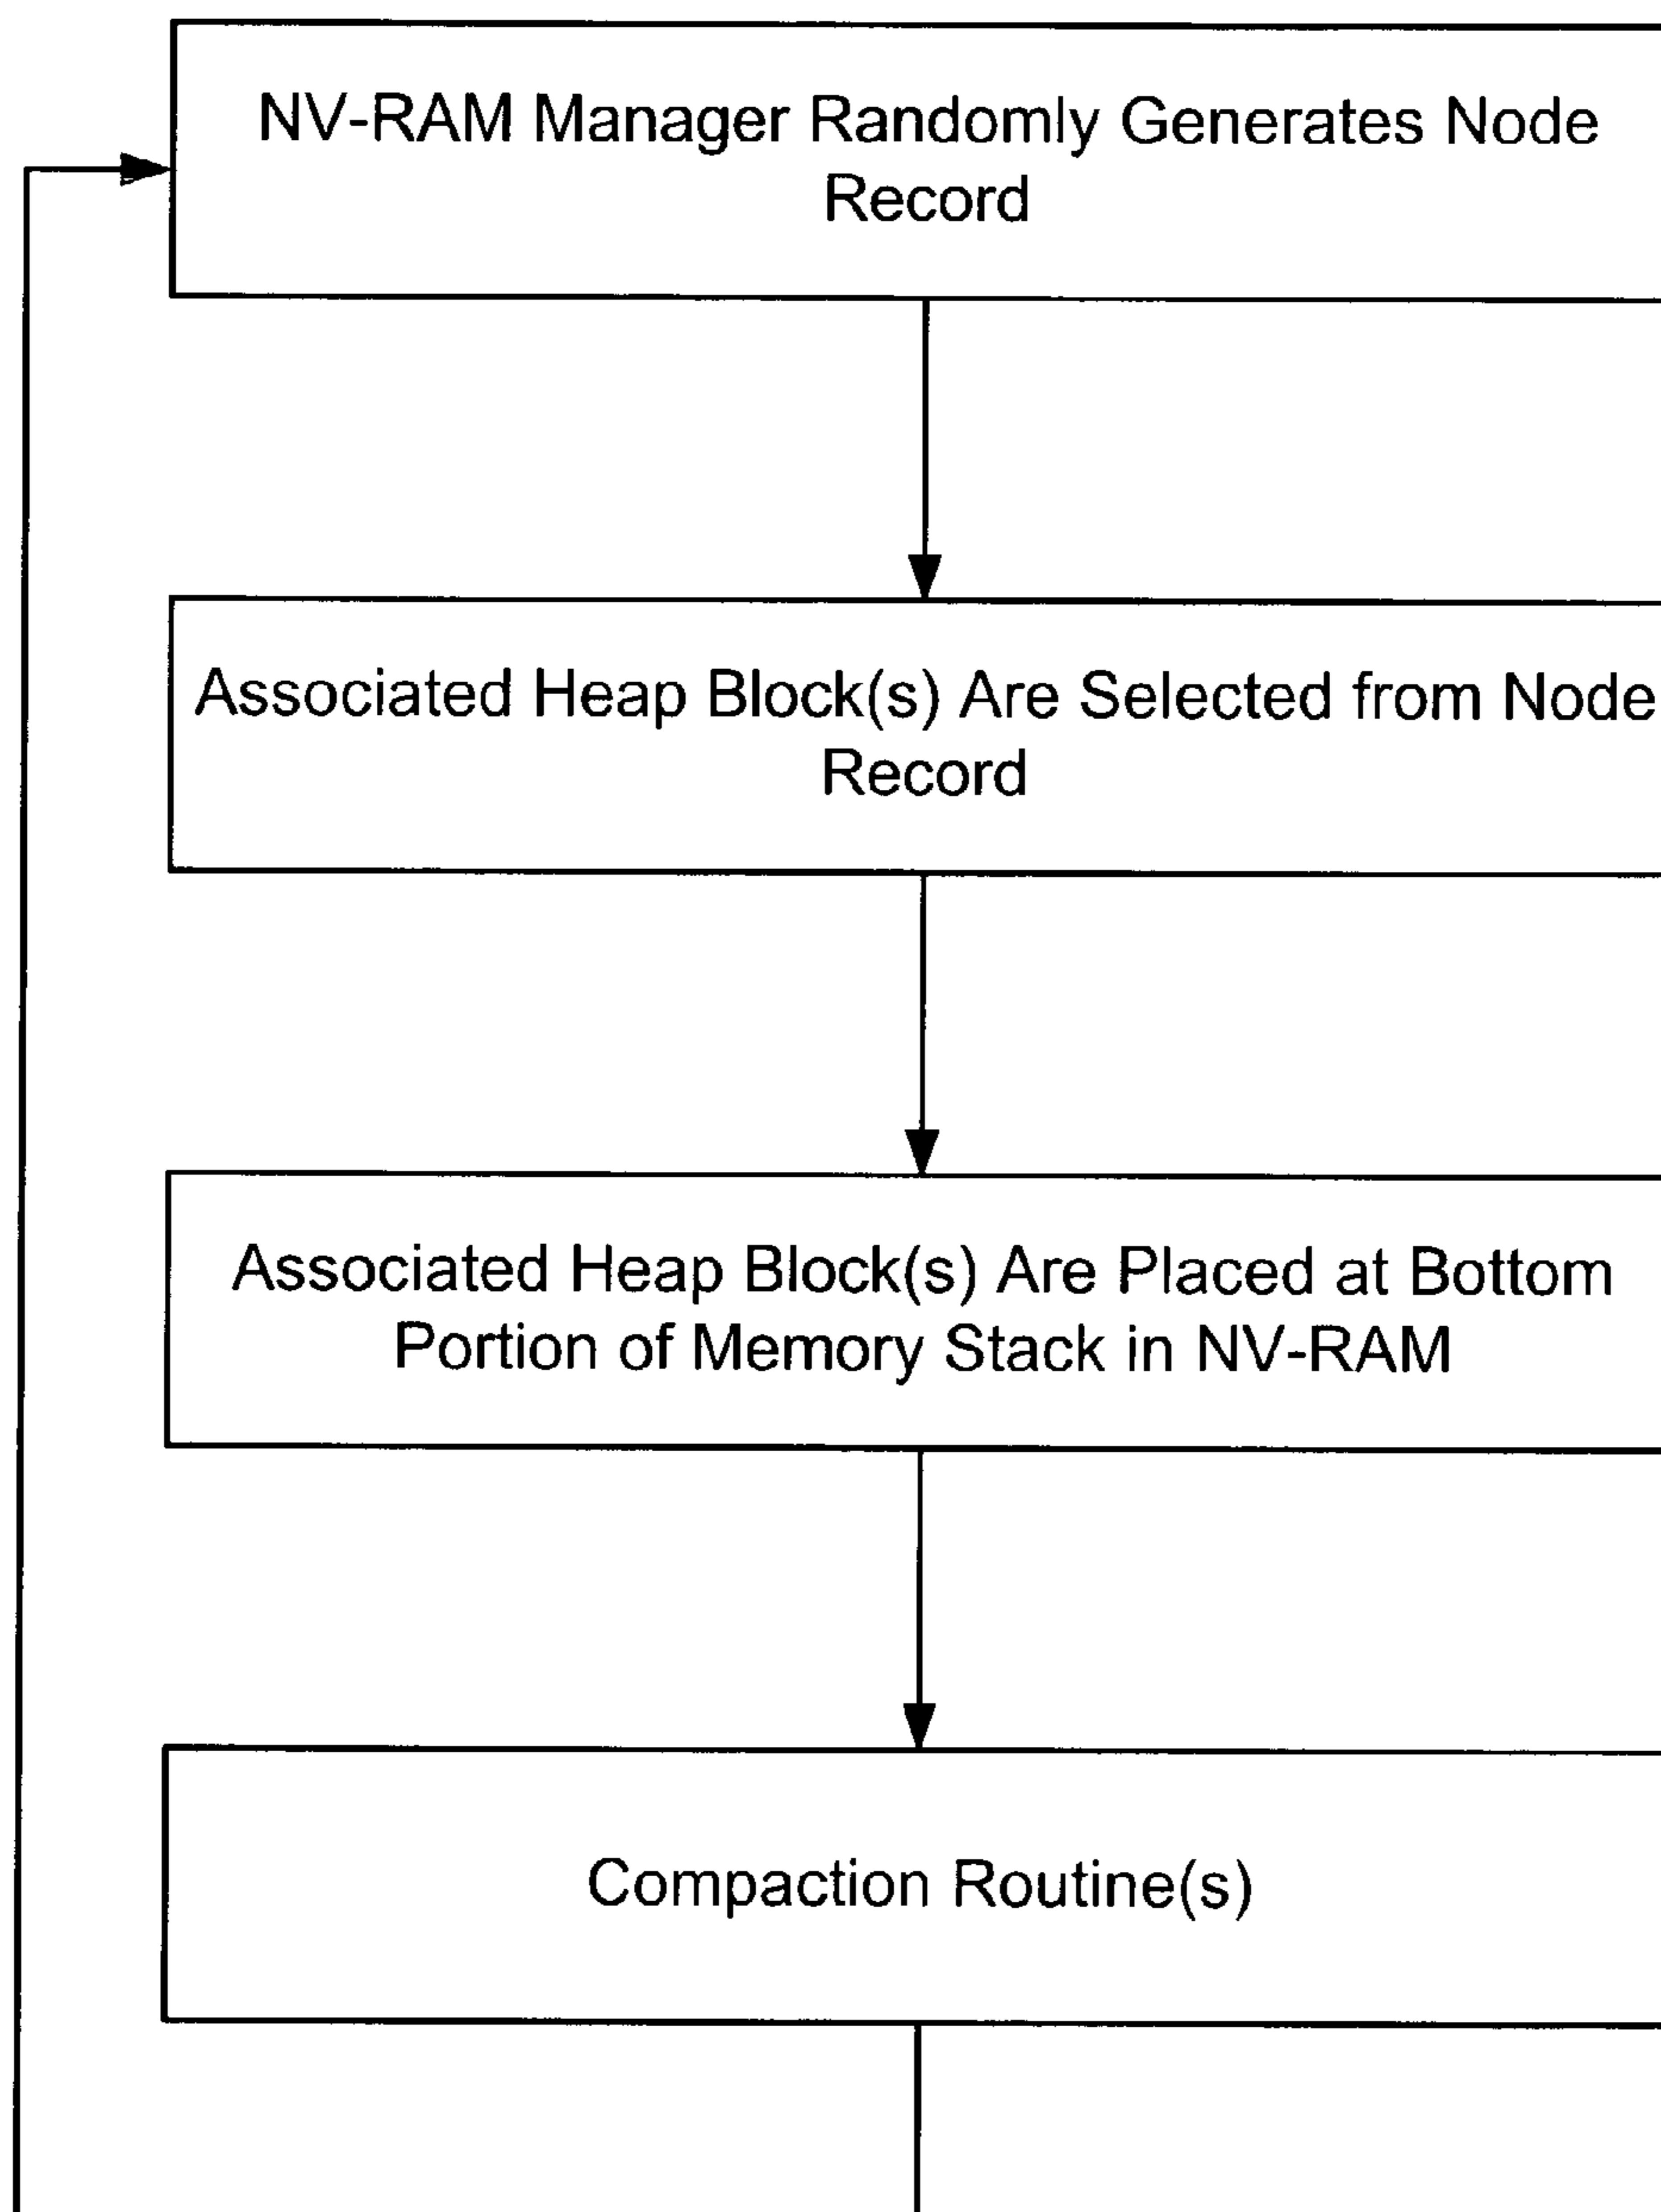 NV-RAM Manager Randomly Generates Node
Record
Associated Heap Block(s) Are Selected from Node
Record
Associated Heap Block(s) Are Placed at Bottom
Portion of Memory Stack in NV-RAM
Compaction Routine(s)